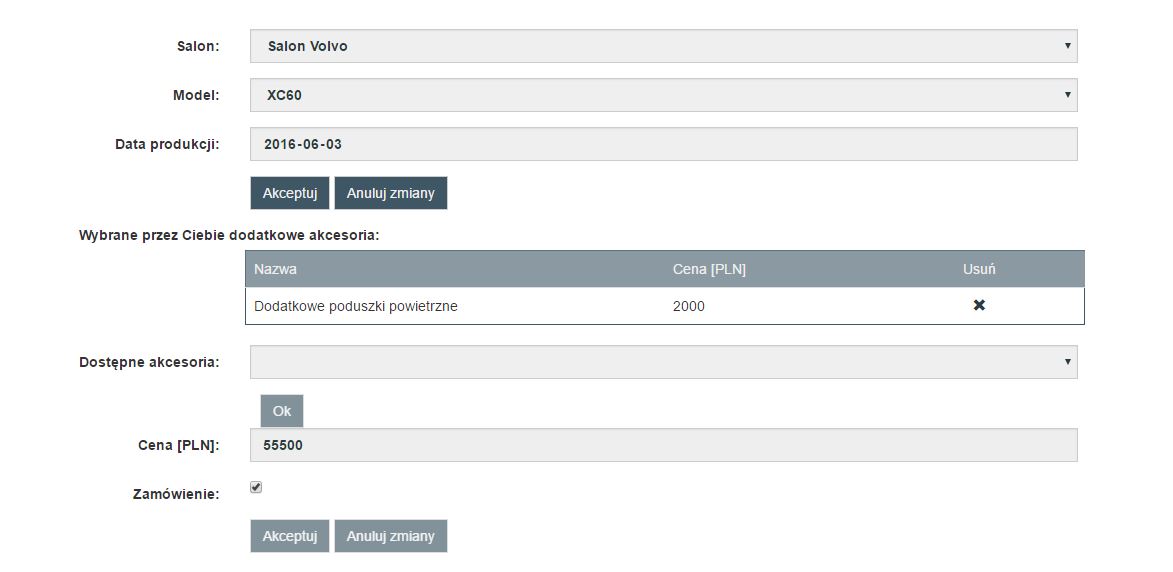 Salon: Salon Volvo
Model: XC60
Data produkcji: 2016-06-03
Akceptuj Anuluj zmiany
Wybrane przez Ciebie dodatkowe akcesoria:
Nazwa Cena [PLN] Usuń
Dodatkowe poduszki powietrzne 2000
Dostępne akcesoria:
Ok
Cena [PLN]: 55500
Zamówienie:
Akceptuj Anuluj zmiany